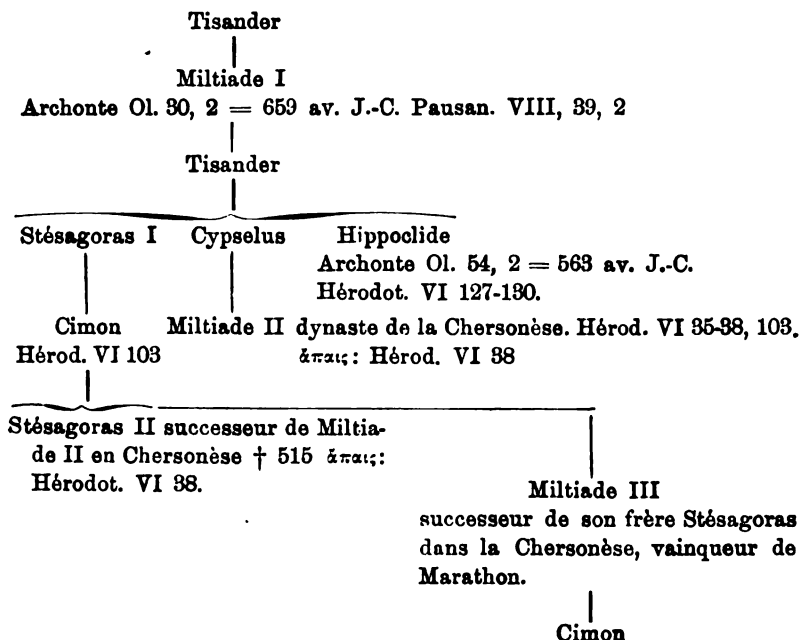 Tisander
Miltiade I
Archonte Ol. 30, 2 = 659 av. J.-C. Pausan. VIII, 39, 2
Tisander
Stésagoras I Cypselus Hippoclide
Archonte Ol. 54, 2 = 563 av. J.-C.
Hérodot. VI 127-130.
Cimon Miltiade II dynaste de la Chersonèse. Hérod. VI 35-38, 103.
Hérod. VI 103 ἄπαις: Hérod. VI 38
Stésagoras II successeur de Miltia-
de II en Chersonèse † 515 ἄπαις:
Hérodot. VI 38.
Miltiade III
successeur de son frère Stésagoras
dans la Chersonèse, vainqueur de
Marathon.
Cimon